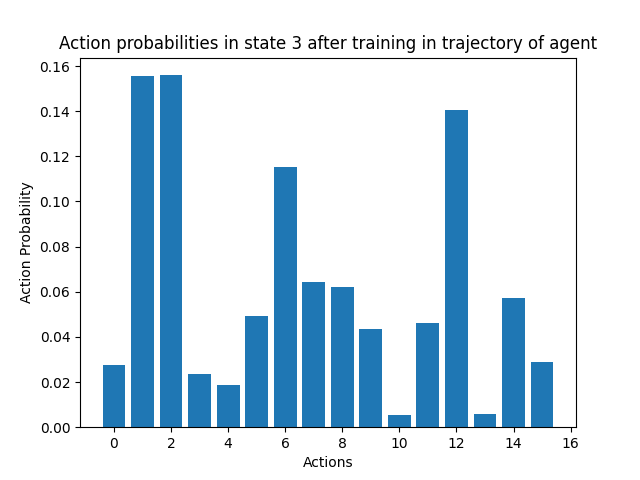 Action probabilities in state 3 after training in trajectory of agent
0.16
0.14
0.12
0.10
0.08
0.06
0.04
0.02
0.00
Action Probability
0 2 4 6 8 10 12 14 16
Actions